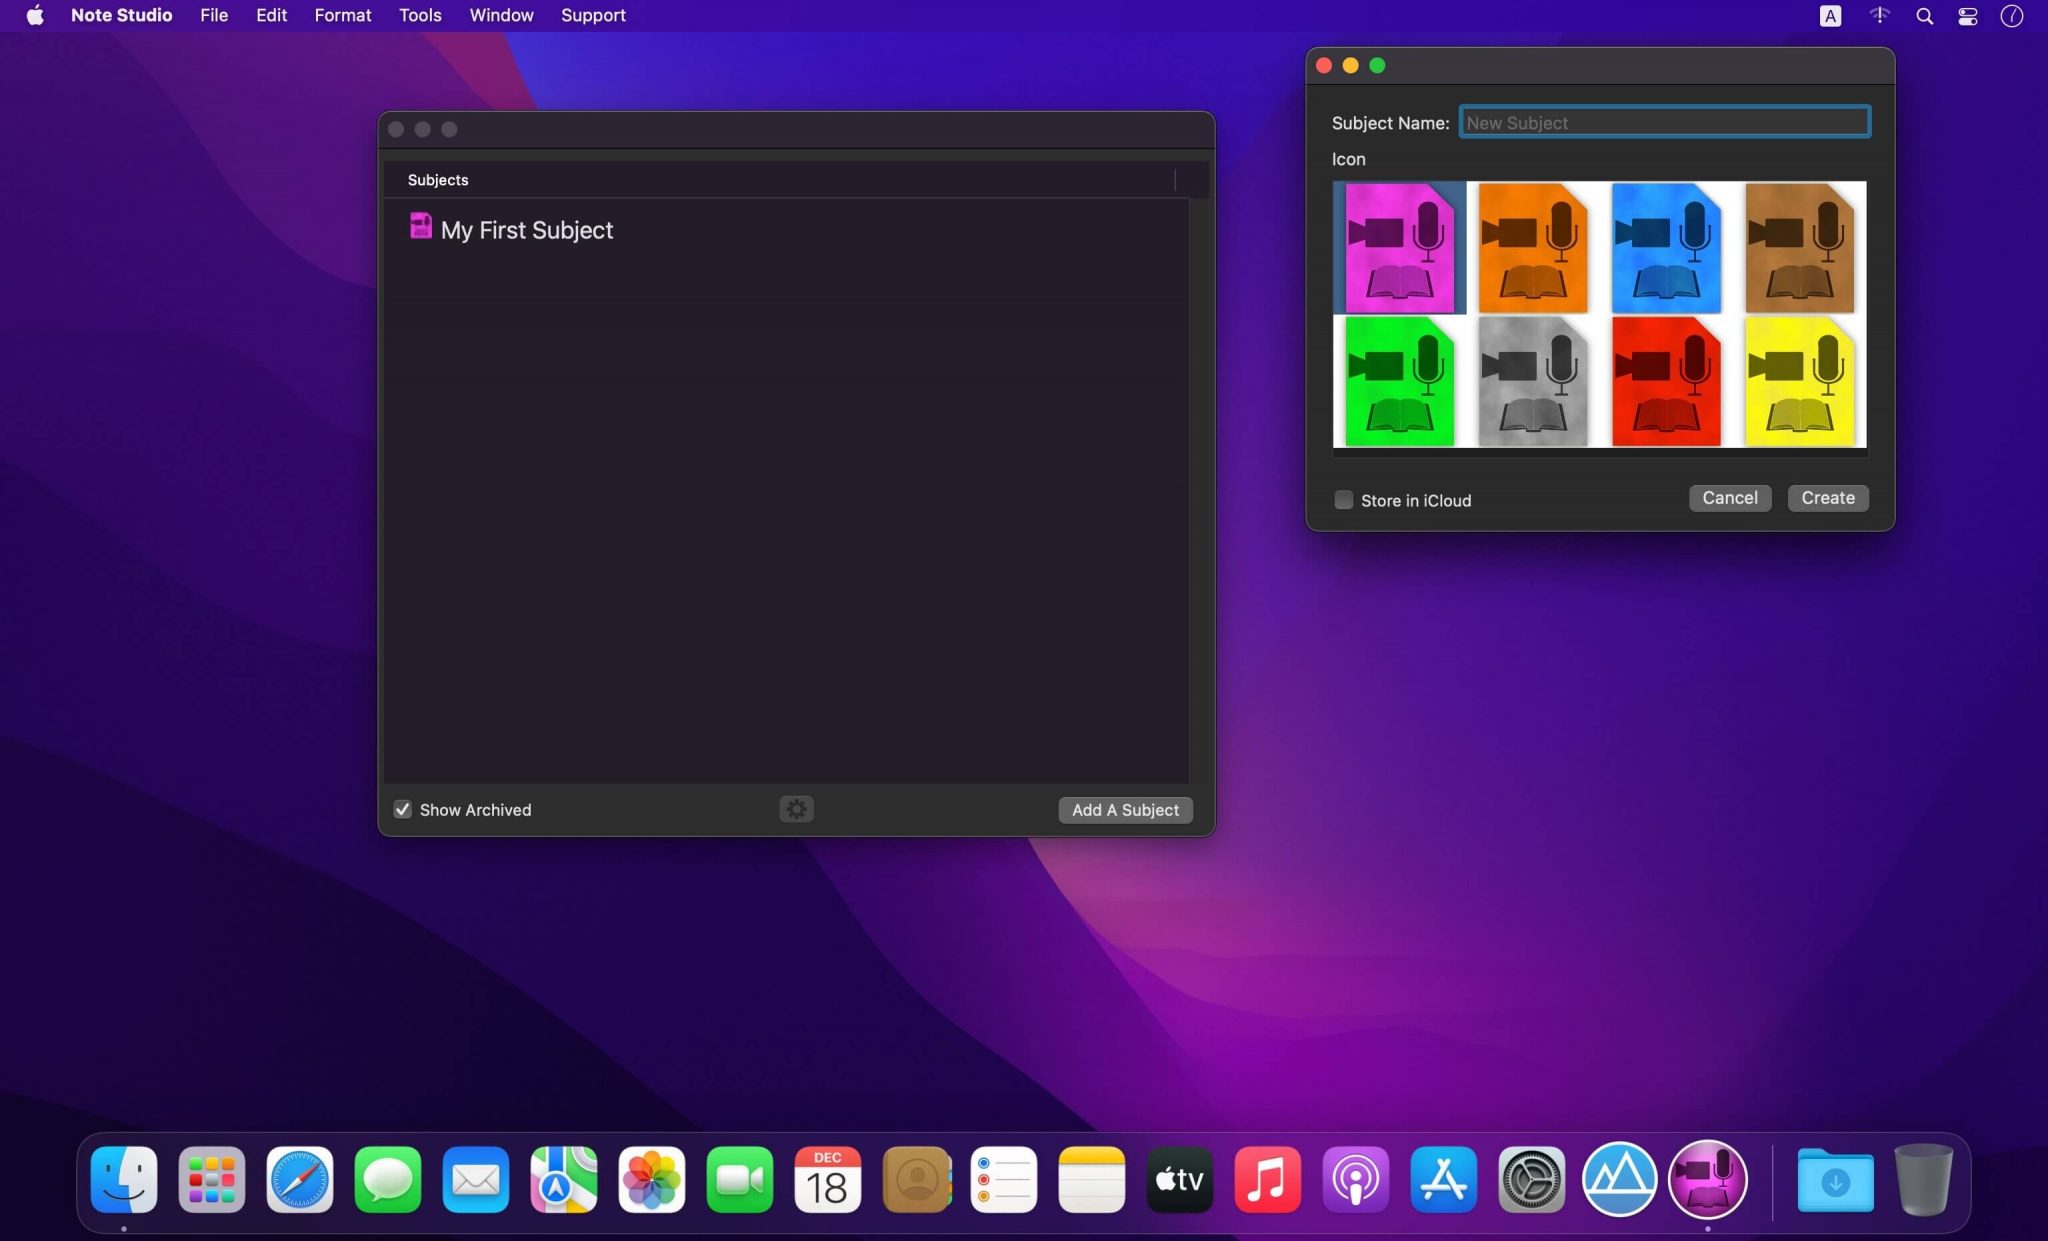 Note Studio File Edit Format Tools Window Support
A
Subject Name: New Subject
Icon
Subjects
My First Subject
Store in iCloud Cancel Create
Show Archived Add A Subject
DEC
18
tv